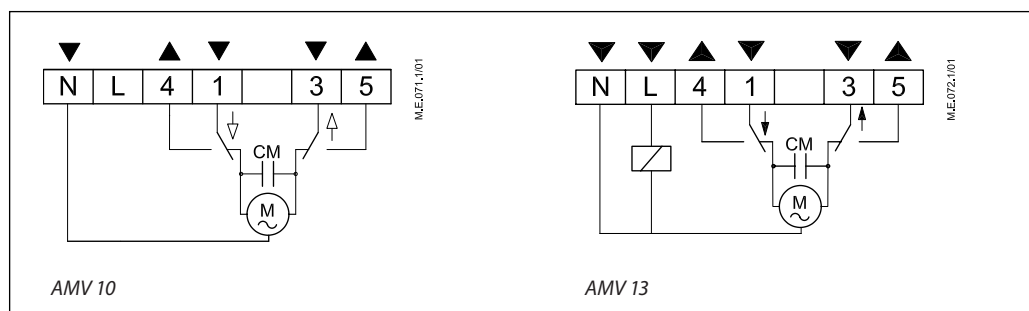 N L 4 1 3 5
M.E.071.1/01
CM
M
AMV 10
N L 4 1 3 5
M.E.072.1/01
CM
M
AMV 13